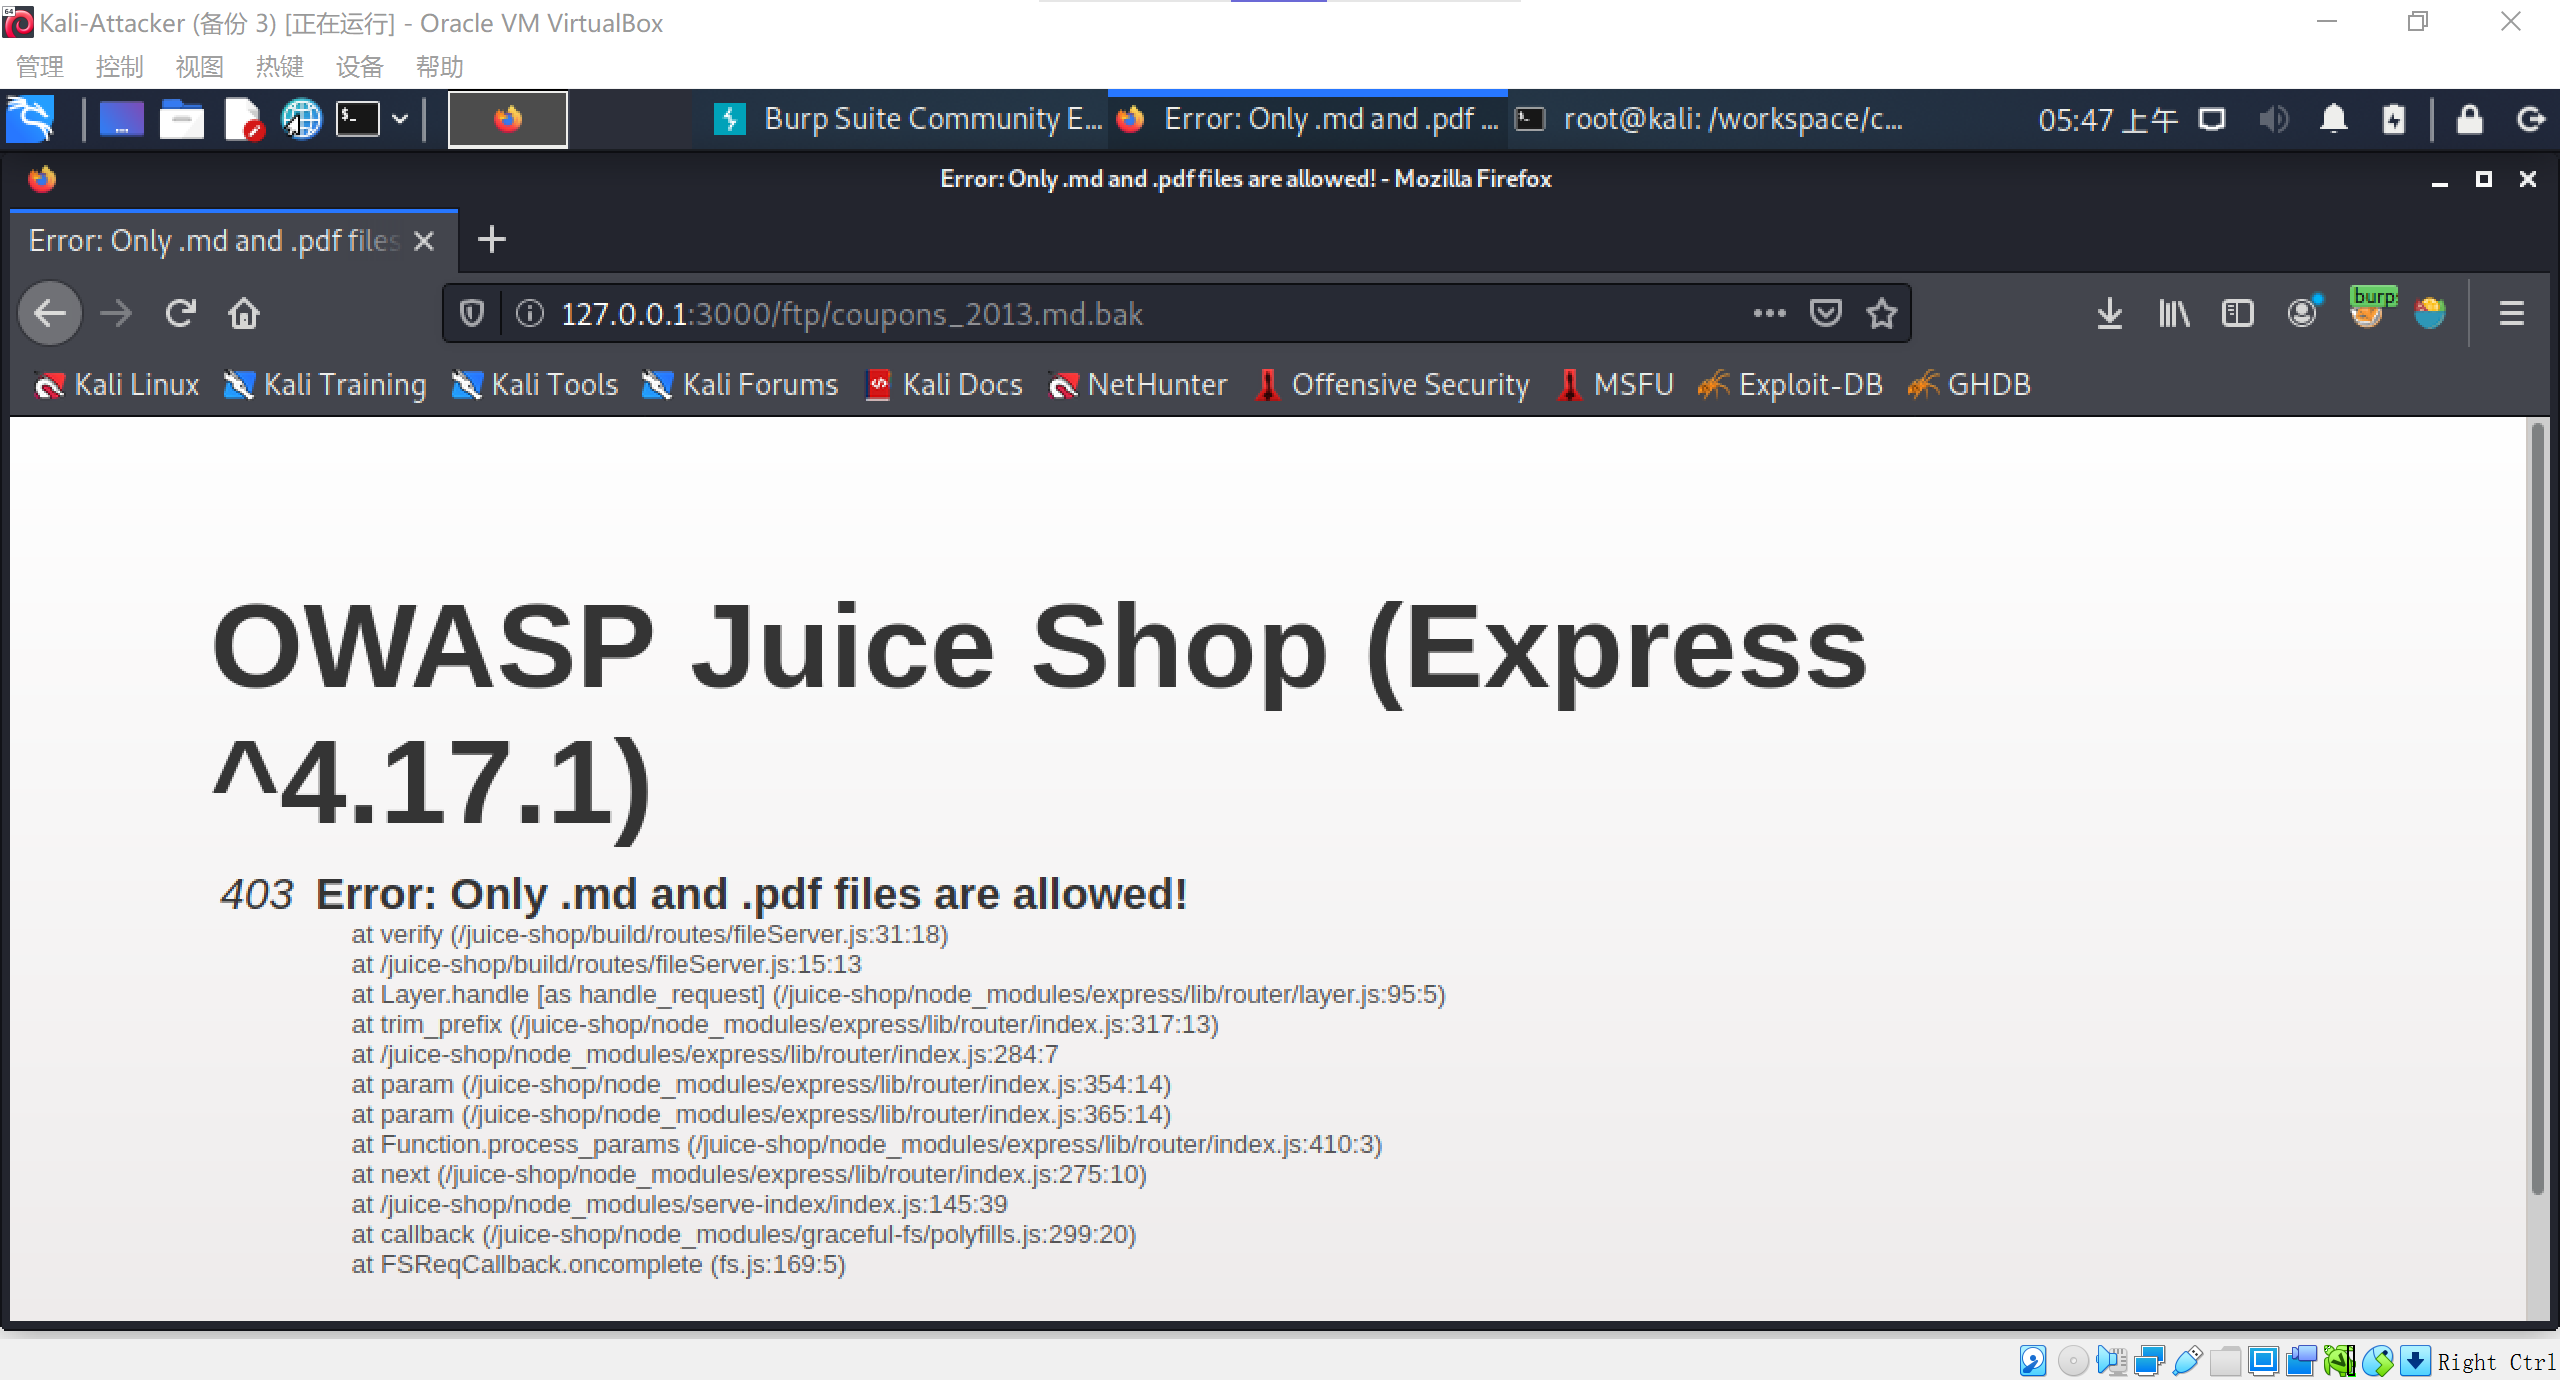 Kali-Attacker (备份 3) [正在运行] - Oracle VM VirtualBox
管理 控制 视图 热键 设备 帮助
Burp Suite Community E... Error: Only .md and .pdf ... root@kali: /workspace/c... 05:47 上午
Error: Only .md and .pdf files are allowed! - Mozilla Firefox
Error: Only .md and .pdf files
127.0.0.1:3000/ftp/coupons_2013.md.bak burp
Kali Linux Kali Training Kali Tools Kali Forums Kali Docs NetHunter Offensive Security MSFU Exploit-DB GHDB
OWASP Juice Shop (Express
^4.17.1)
403 Error: Only .md and .pdf files are allowed!
at verify (/juice-shop/build/routes/fileServer.js:31:18)
at /juice-shop/build/routes/fileServer.js:15:13
at Layer.handle [as handle_request] (/juice-shop/node_modules/express/lib/router/layer.js:95:5)
at trim_prefix (/juice-shop/node_modules/express/lib/router/index.js:317:13)
at /juice-shop/node_modules/express/lib/router/index.js:284:7
at param (/juice-shop/node_modules/express/lib/router/index.js:354:14)
at param (/juice-shop/node_modules/express/lib/router/index.js:365:14)
at Function.process_params (/juice-shop/node_modules/express/lib/router/index.js:410:3)
at next (/juice-shop/node_modules/express/lib/router/index.js:275:10)
at /juice-shop/node_modules/serve-index/index.js:145:39
at callback (/juice-shop/node_modules/graceful-fs/polyfills.js:299:20)
at FSReqCallback.oncomplete (fs.js:169:5)
Right Ctrl